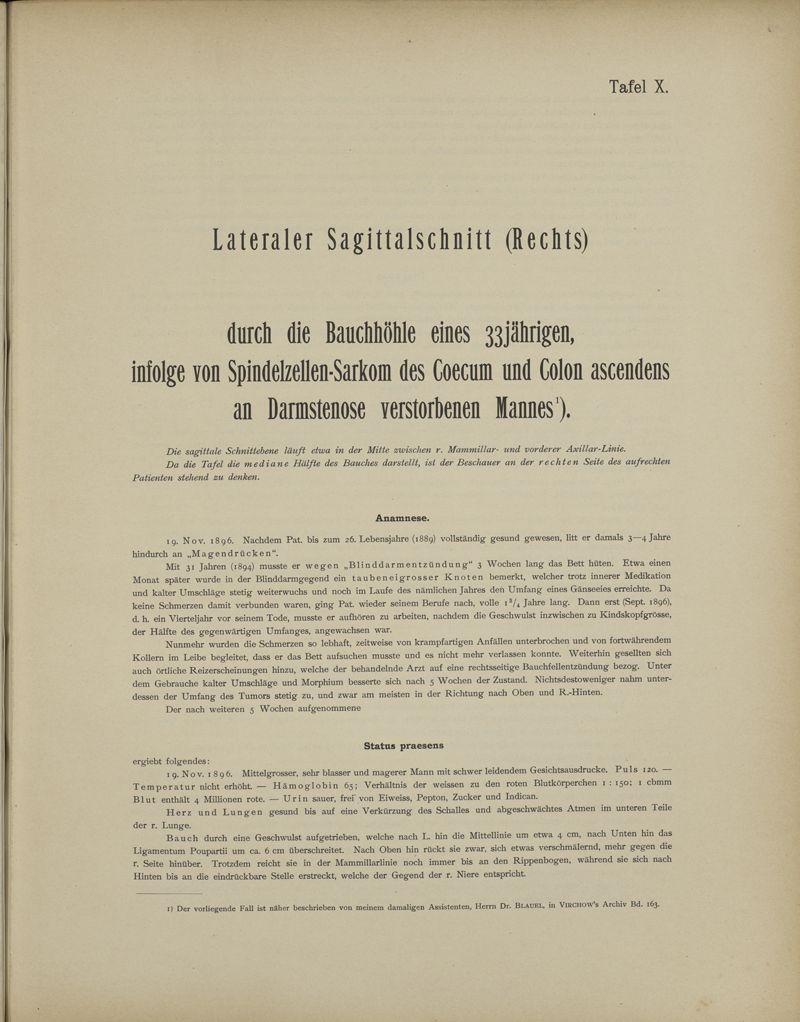 Tafel X.
Lateraler Sagittalschnitt (Rechts)
durch die Bauchhöhle eines 33jährigen,
infolge von Spindelzellen-Sarkom des Coecum und Colon ascendens
an Darmstenose verstorbenen Mannes¹).
Die sagittale Schnittebene läuft etwa in der Mitte zwischen r. Mammillar- und vorderer Axillar-Linie.
Da die Tafel die mediane Hälfte des Bauches darstellt, ist der Beschauer an der rechten Seite des aufrechten
Patienten stehend zu denken.
Anamnese.
19. Nov. 1896. Nachdem Pat. bis zum 26. Lebensjahre (1889) vollständig gesund gewesen, litt er damals 3—4 Jahre
hindurch an „Magendrücken“.
Mit 31 Jahren (1894) musste er wegen „Blinddarmentzündung“ 3 Wochen lang das Bett hüten. Etwa einen
Monat später wurde in der Blinddarmgegend ein taubeneigrosser Knoten bemerkt, welcher trotz innerer Medikation
und kalter Umschläge stetig weiterwuchs und noch im Laufe des nämlichen Jahres den Umfang eines Gänseeies erreichte. Da
keine Schmerzen damit verbunden waren, ging Pat. wieder seinem Berufe nach, volle 1³/₄ Jahre lang. Dann erst (Sept. 1896),
d. h. ein Vierteljahr vor seinem Tode, musste er aufhören zu arbeiten, nachdem die Geschwulst inzwischen zu Kindskopfgrösse,
der Hälfte des gegenwärtigen Umfanges, angewachsen war.
Nunmehr wurden die Schmerzen so lebhaft, zeitweise von krampfartigen Anfällen unterbrochen und von fortwährendem
Kollern im Leibe begleitet, dass er das Bett aufsuchen musste und es nicht mehr verlassen konnte. Weiterhin gesellten sich
auch örtliche Reizerscheinungen hinzu, welche der behandelnde Arzt auf eine rechtsseitige Bauchfellentzündung bezog. Unter
dem Gebrauche kalter Umschläge und Morphium besserte sich nach 5 Wochen der Zustand. Nichtsdestoweniger nahm unter-
dessen der Umfang des Tumors stetig zu, und zwar am meisten in der Richtung nach Oben und R.-Hinten.
Der nach weiteren 5 Wochen aufgenommene
Status praesens
ergiebt folgendes:
19. Nov. 1896. Mittelgrosser, sehr blasser und magerer Mann mit schwer leidendem Gesichtsausdrucke. Puls 120. —
Temperatur nicht erhöht. — Hämoglobin 65; Verhältnis der weissen zu den roten Blutkörperchen 1 : 150; 1 cbmm
Blut enthält 4 Millionen rote. — Urin sauer, frei von Eiweiss, Pepton, Zucker und Indican.
Herz und Lungen gesund bis auf eine Verkürzung des Schalles und abgeschwächtes Atmen im unteren Teile
der r. Lunge.
Bauch durch eine Geschwulst aufgetrieben, welche nach L. hin die Mittellinie um etwa 4 cm, nach Unten hin das
Ligamentum Poupartii um ca. 6 cm überschreitet. Nach Oben hin rückt sie zwar, sich etwas verschmälernd, mehr gegen die
r. Seite hinüber. Trotzdem reicht sie in der Mammillarlinie noch immer bis an den Rippenbogen, während sie sich nach
Hinten bis an die eindrückbare Stelle erstreckt, welche der Gegend der r. Niere entspricht.
1) Der vorliegende Fall ist näher beschrieben von meinem damaligen Assistenten, Herrn Dr. BLAUEL, in VIRCHOW's Archiv Bd. 163.